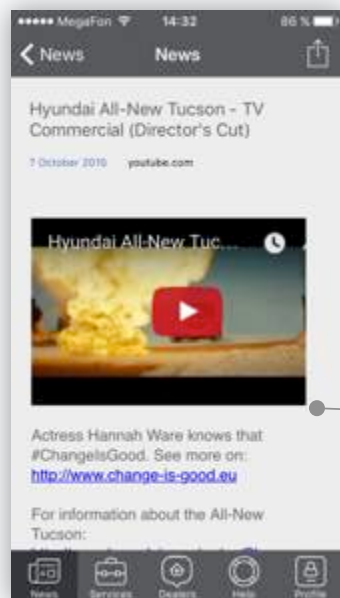 MegaFon 14:32 86 %
News News
Hyundai All-New Tucson - TV
Commercial (Director's Cut)
7 October 2015 youtube.com
Hyundai All-New Tuc...
Actress Hannah Ware knows that
#ChangeIsGood. See more on:
http://www.change-is-good.eu
For information about the All-New
Tucson:
News Services Dealers Help Profile